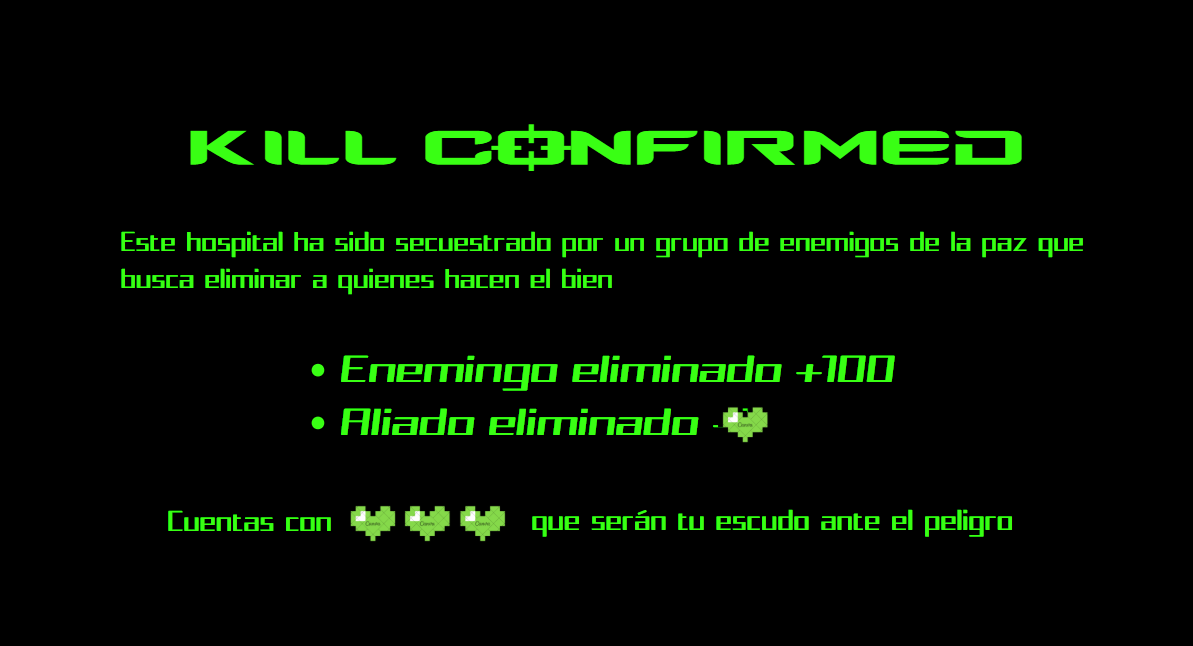 KILL CONFIRMED
Este hospital ha sido secuestrado por un grupo de enemigos de la paz que
busca eliminar a quienes hacen el bien
• Enemingo eliminado +100
• Aliado eliminado -
Cuentas con que serán tu escudo ante el peligro